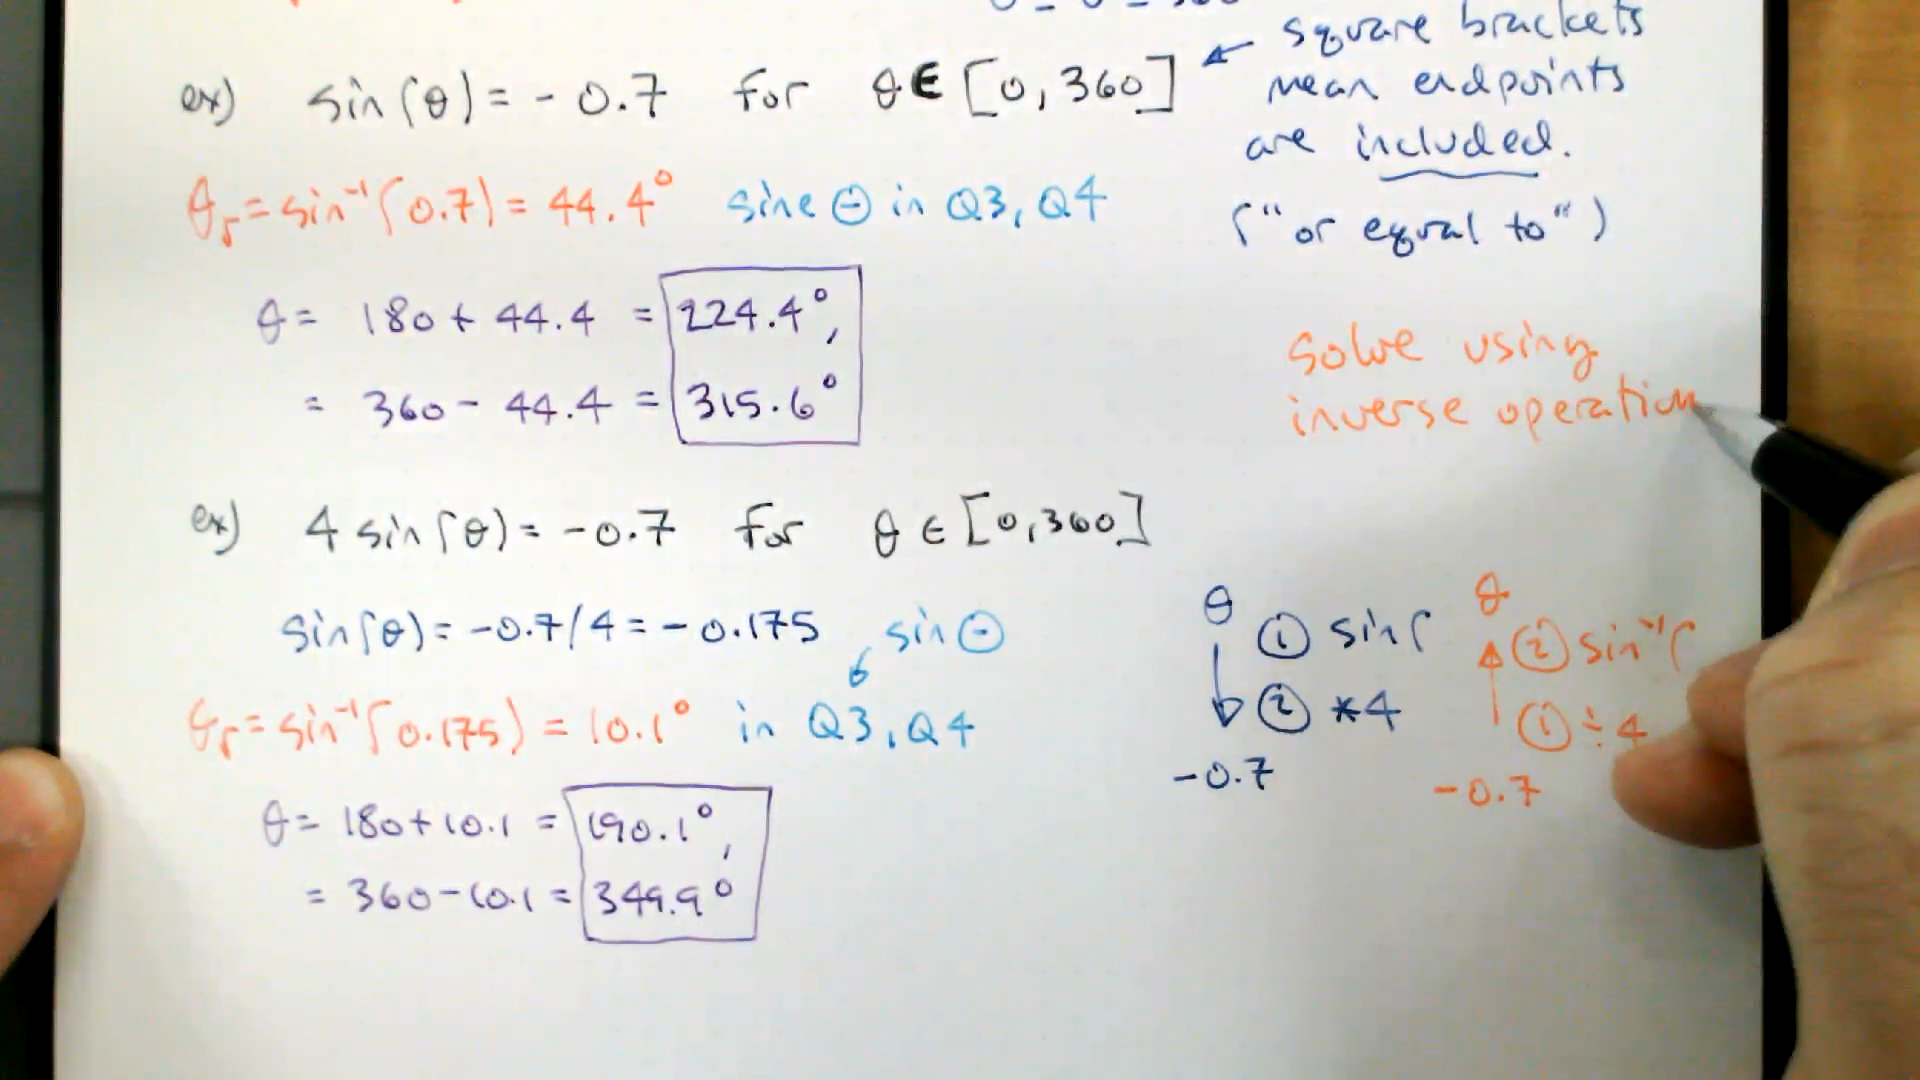 ex) sin(θ) = -0.7 for θ∈[0,360]
square brackets
mean endpoints
are included.
("or equal to")
θr = sin⁻¹(0.7) = 44.4° sine ⊖ in Q3, Q4
θ = 180 + 44.4 = 224.4°,
= 360 - 44.4 = 315.6°
solve using
inverse operation
ex) 4 sin(θ) = -0.7 for θ∈[0,360]
sin(θ) = -0.7/4 = -0.175 sin ⊖
θr = sin⁻¹(0.175) = 10.1° in Q3, Q4
θ = 180 + 10.1 = 190.1°,
= 360 - 10.1 = 349.9°
θ
① sin(
② *4
-0.7
θ
② sin⁻¹(
① ÷ 4
-0.7